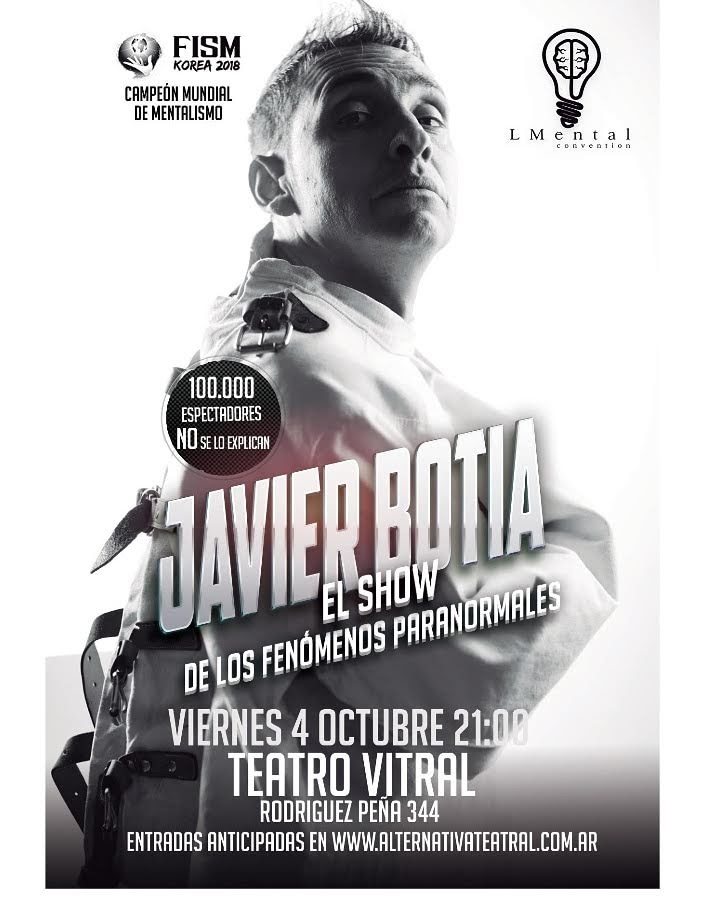 FISM
KOREA 2018
CAMPEÓN MUNDIAL
DE MENTALISMO
LMental
convention
100.000
ESPECTADORES
NO SE LO EXPLICAN
JAVIER BOTIA
EL SHOW
DE LOS FENÓMENOS PARANORMALES
VIERNES 4 OCTUBRE 21:00
TEATRO VITRAL
RODRIGUEZ PEÑA 344
ENTRADAS ANTICIPADAS EN WWW.ALTERNATIVATEATRAL.COM.AR